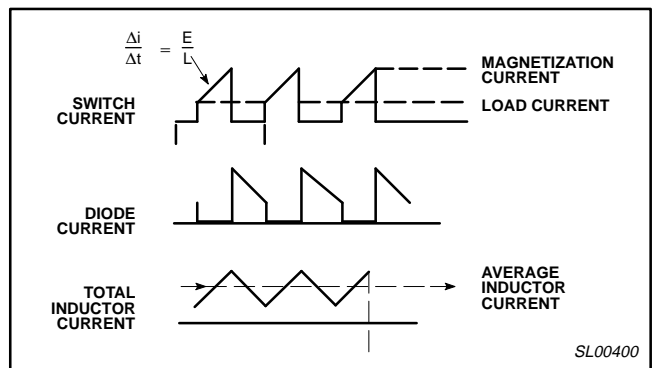 Δi
Δt
=
E
L
MAGNETIZATION
CURRENT
SWITCH
CURRENT
LOAD CURRENT
DIODE
CURRENT
TOTAL
INDUCTOR
CURRENT
AVERAGE
INDUCTOR
CURRENT
SL00400